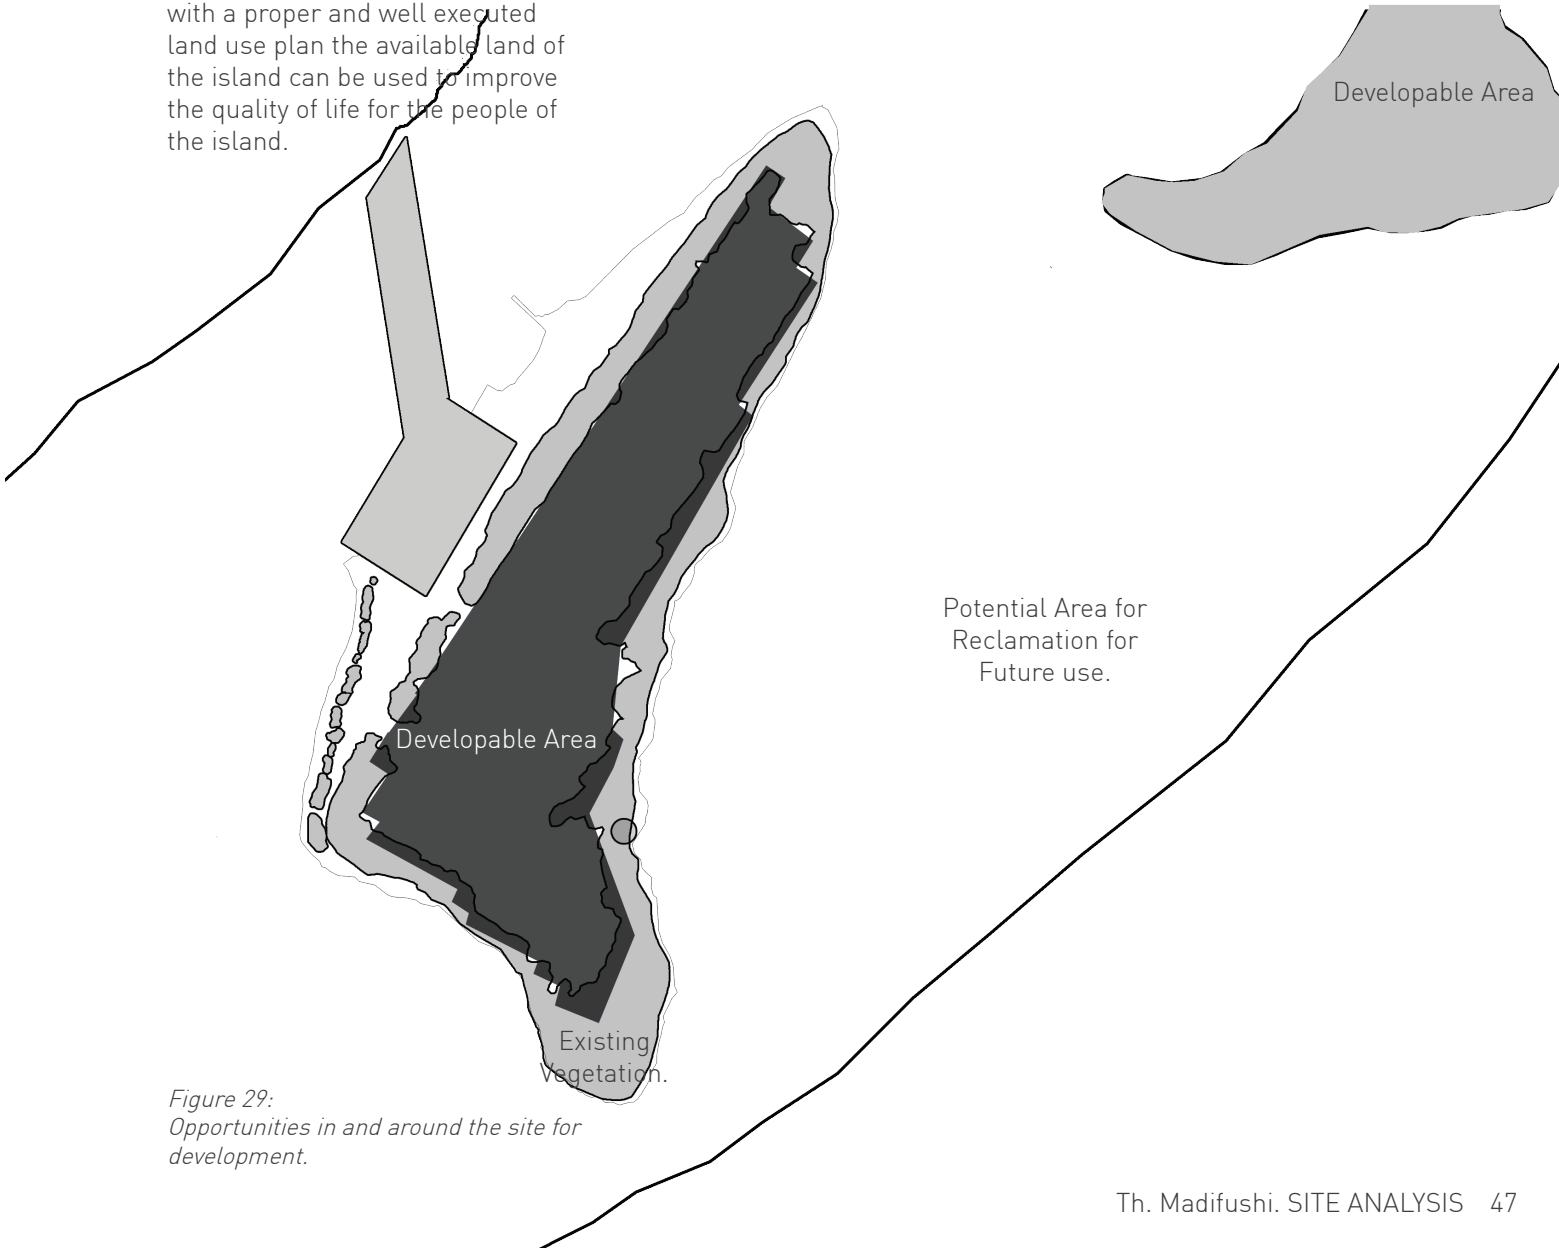 with a proper and well executed
land use plan the available land of
the island can be used to improve
the quality of life for the people of
the island.
Developable Area
Potential Area for
Reclamation for
Future use.
Developable Area
Existing
Vegetation.
Figure 29:
Opportunities in and around the site for
development.
Th. Madifushi. SITE ANALYSIS 47